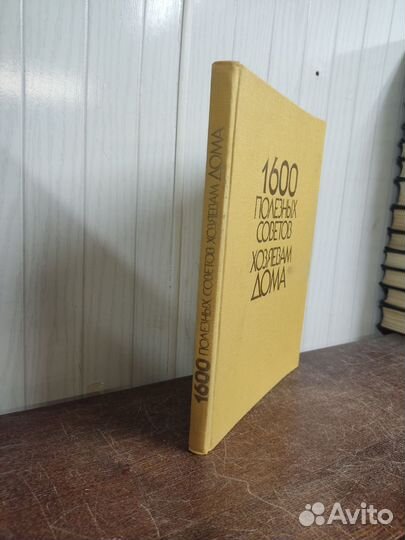 1600 ПОЛЕЗНЫХ СОВЕТОВ ХОЗЯЕВАМ ДОМА
1600
ПОЛЕЗНЫХ
СОВЕТОВ
ХОЗЯЕВАМ
ДОМА
Avito